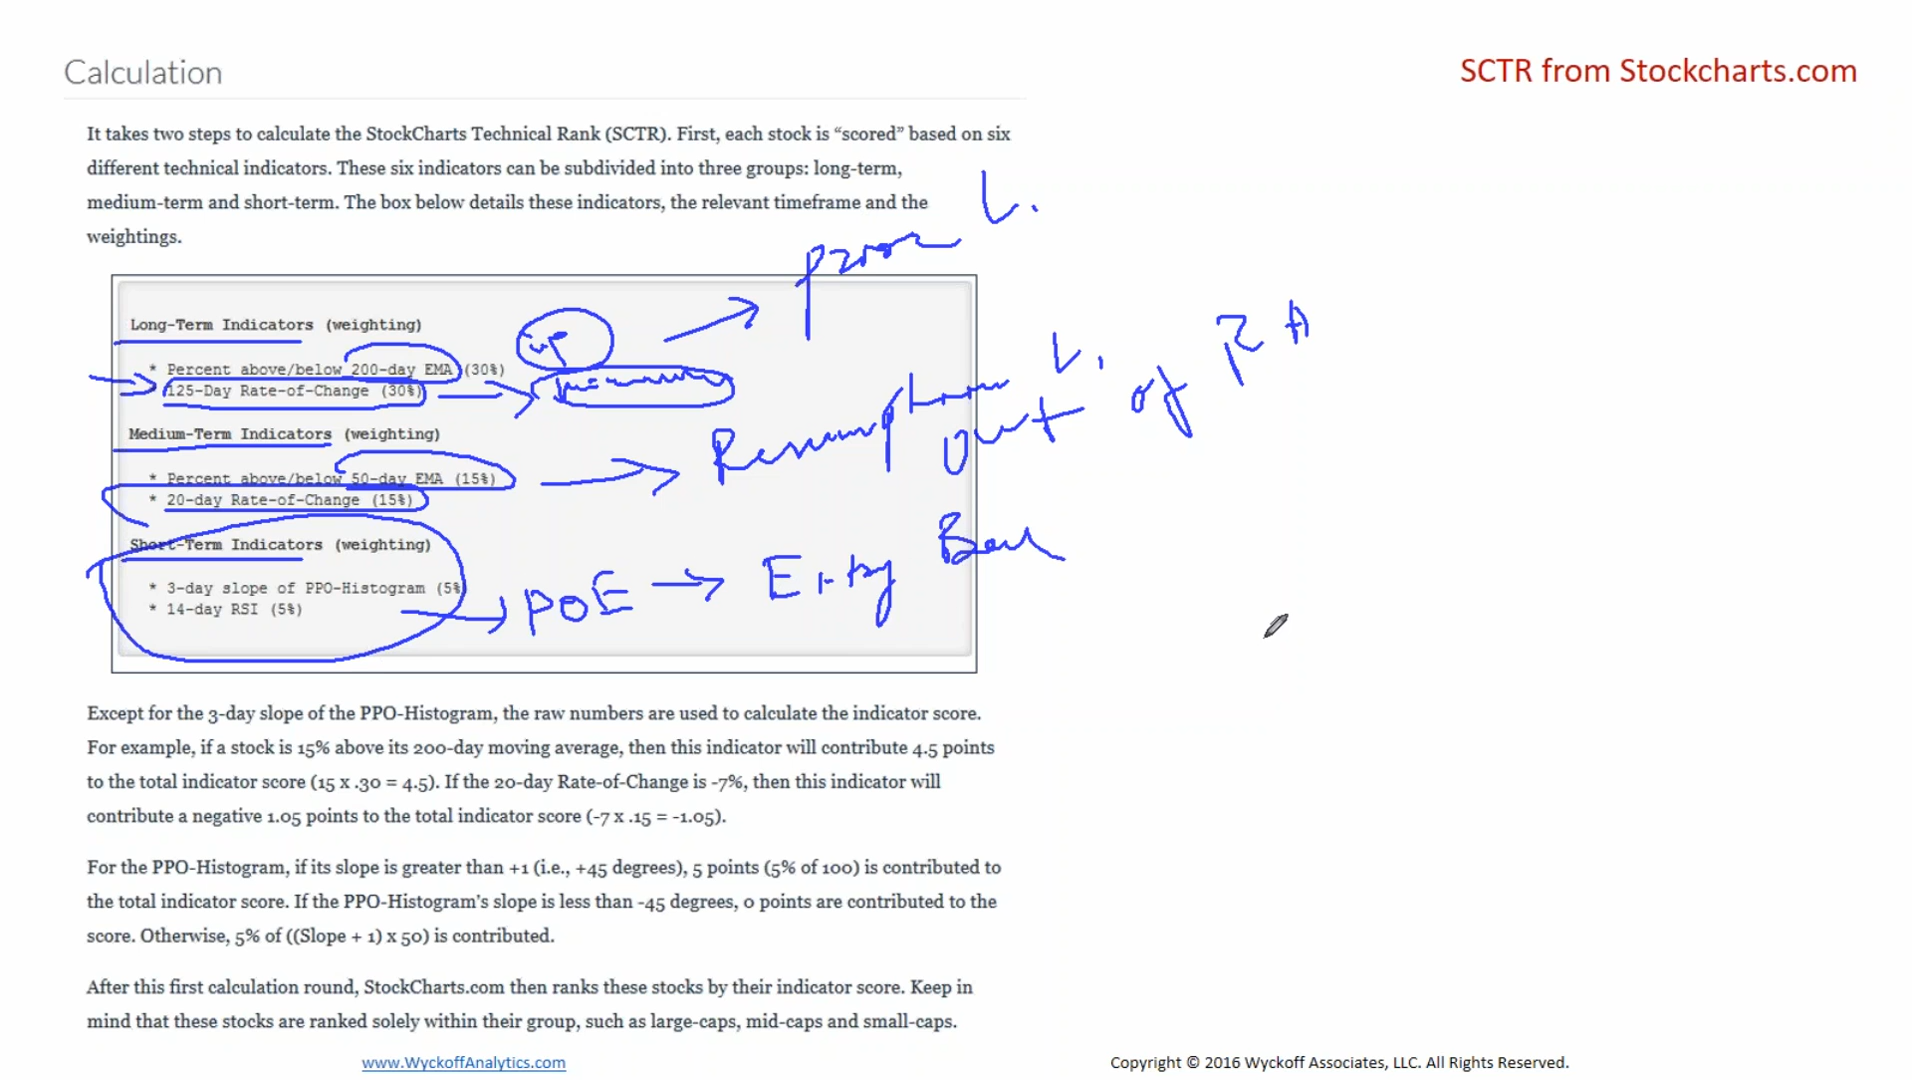 Calculation
SCTR from Stockcharts.com
It takes two steps to calculate the StockCharts Technical Rank (SCTR). First, each stock is “scored” based on six
different technical indicators. These six indicators can be subdivided into three groups: long-term,
medium-term and short-term. The box below details these indicators, the relevant timeframe and the
weightings.
L.
Prior
Long-Term Indicators (weighting)
up
* Percent above/below 200-day EMA (30%)
* 125-Day Rate-of-Change (30%)
L.
Out of RA
Medium-Term Indicators (weighting)
* Percent above/below 50-day EMA (15%)
* 20-day Rate-of-Change (15%)
Short-Term Indicators (weighting)
* 3-day slope of PPO-Histogram (5%
* 14-day RSI (5%)
POE
Entry
Except for the 3-day slope of the PPO-Histogram, the raw numbers are used to calculate the indicator score.
For example, if a stock is 15% above its 200-day moving average, then this indicator will contribute 4.5 points
to the total indicator score (15 x .30 = 4.5). If the 20-day Rate-of-Change is -7%, then this indicator will
contribute a negative 1.05 points to the total indicator score (-7 x .15 = -1.05).
For the PPO-Histogram, if its slope is greater than +1 (i.e., +45 degrees), 5 points (5% of 100) is contributed to
the total indicator score. If the PPO-Histogram's slope is less than -45 degrees, 0 points are contributed to the
score. Otherwise, 5% of ((Slope + 1) x 50) is contributed.
After this first calculation round, StockCharts.com then ranks these stocks by their indicator score. Keep in
mind that these stocks are ranked solely within their group, such as large-caps, mid-caps and small-caps.
www.WyckoffAnalytics.com
Copyright © 2016 Wyckoff Associates, LLC. All Rights Reserved.